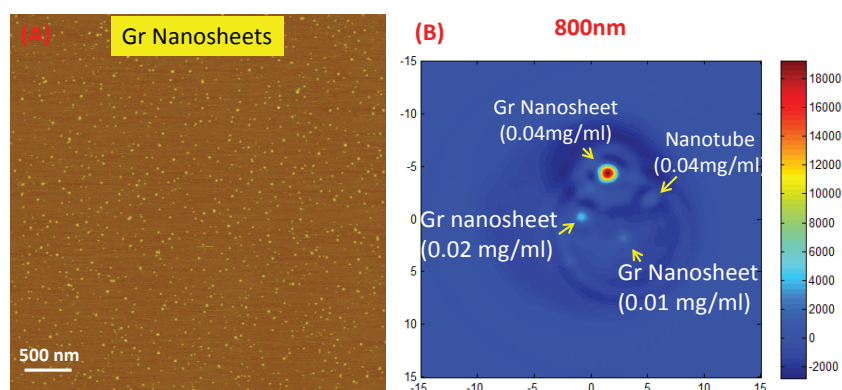 (A)
Gr Nanosheets
500 nm
(B)
800nm
Gr Nanosheet
(0.04mg/ml)
Nanotube
(0.04mg/ml)
Gr nanosheet
(0.02 mg/ml)
Gr Nanosheet
(0.01 mg/ml)
-15
-10
-5
0
5
10
15
-15
-10
-5
0
5
10
15
18000
16000
14000
12000
10000
8000
6000
4000
2000
0
-2000